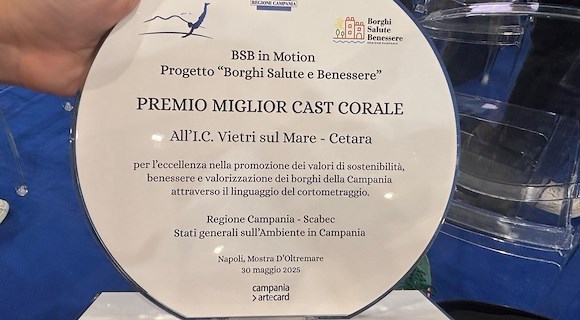 REGIONE CAMPANIA
Borghi
Salute
Benessere
REGIONE CAMPANIA
BSB in Motion
Progetto “Borghi Salute e Benessere”
PREMIO MIGLIOR CAST CORALE
All’I.C. Vietri sul Mare - Cetara
per l’eccellenza nella promozione dei valori di sostenibilità,
benessere e valorizzazione dei borghi della Campania
attraverso il linguaggio del cortometraggio.
Regione Campania - Scabec
Stati generali sull’Ambiente in Campania
Napoli, Mostra D’Oltremare
30 maggio 2025
campania
>artecard